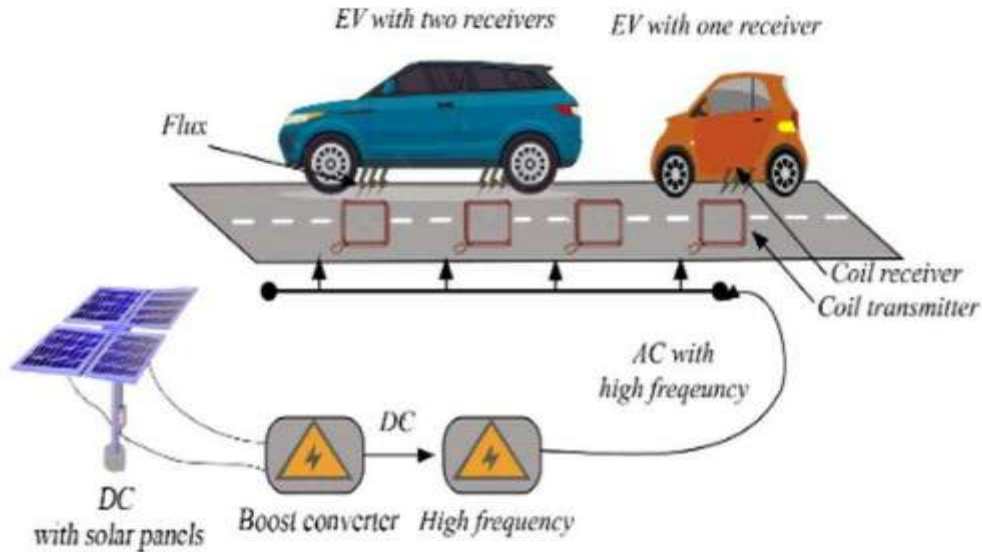 EV with two receivers
EV with one receiver
Flux
Coil receiver
Coil transmitter
AC with
high freqeuncy
DC
DC
with solar panels
Boost converter
High frequency